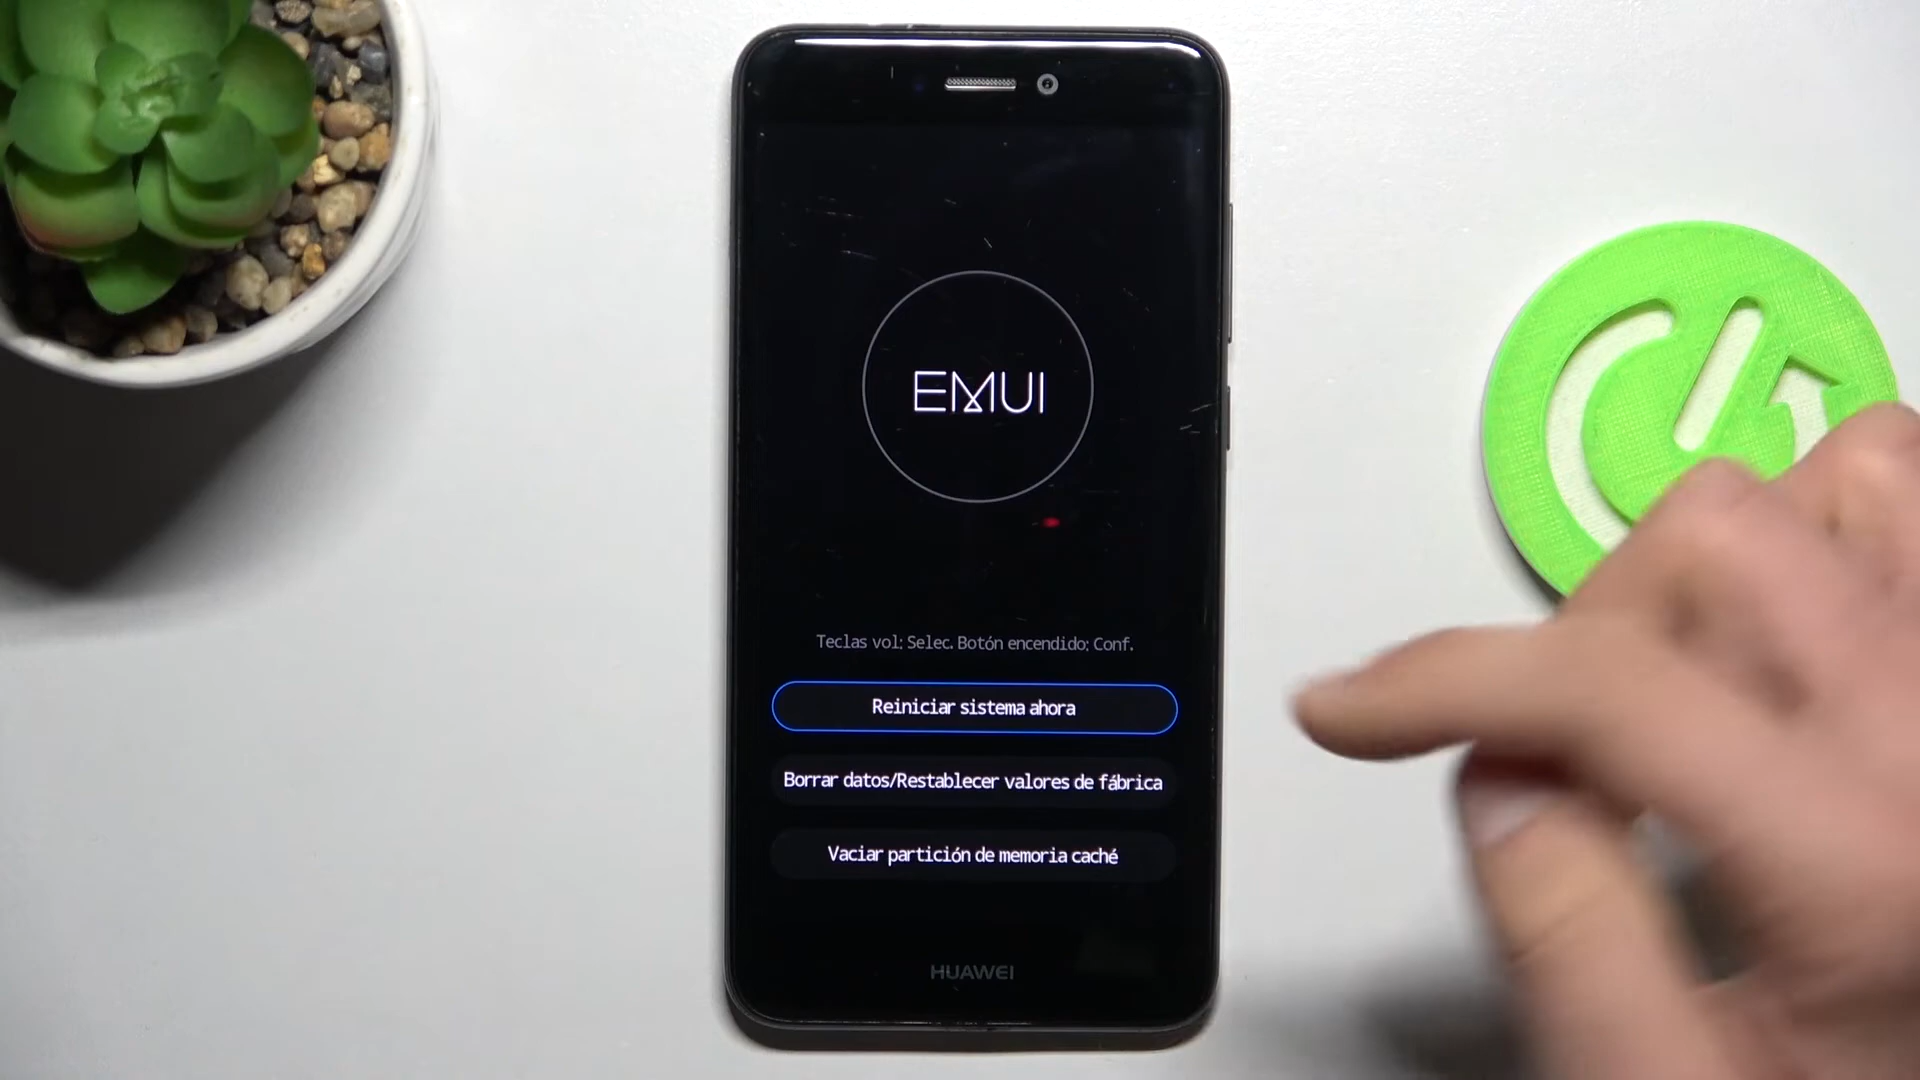 EMUI
Teclas vol: Selec. Botón encendido: Conf.
Reiniciar sistema ahora
Borrar datos/Restablecer valores de fábrica
Vaciar partición de memoria caché
HUAWEI